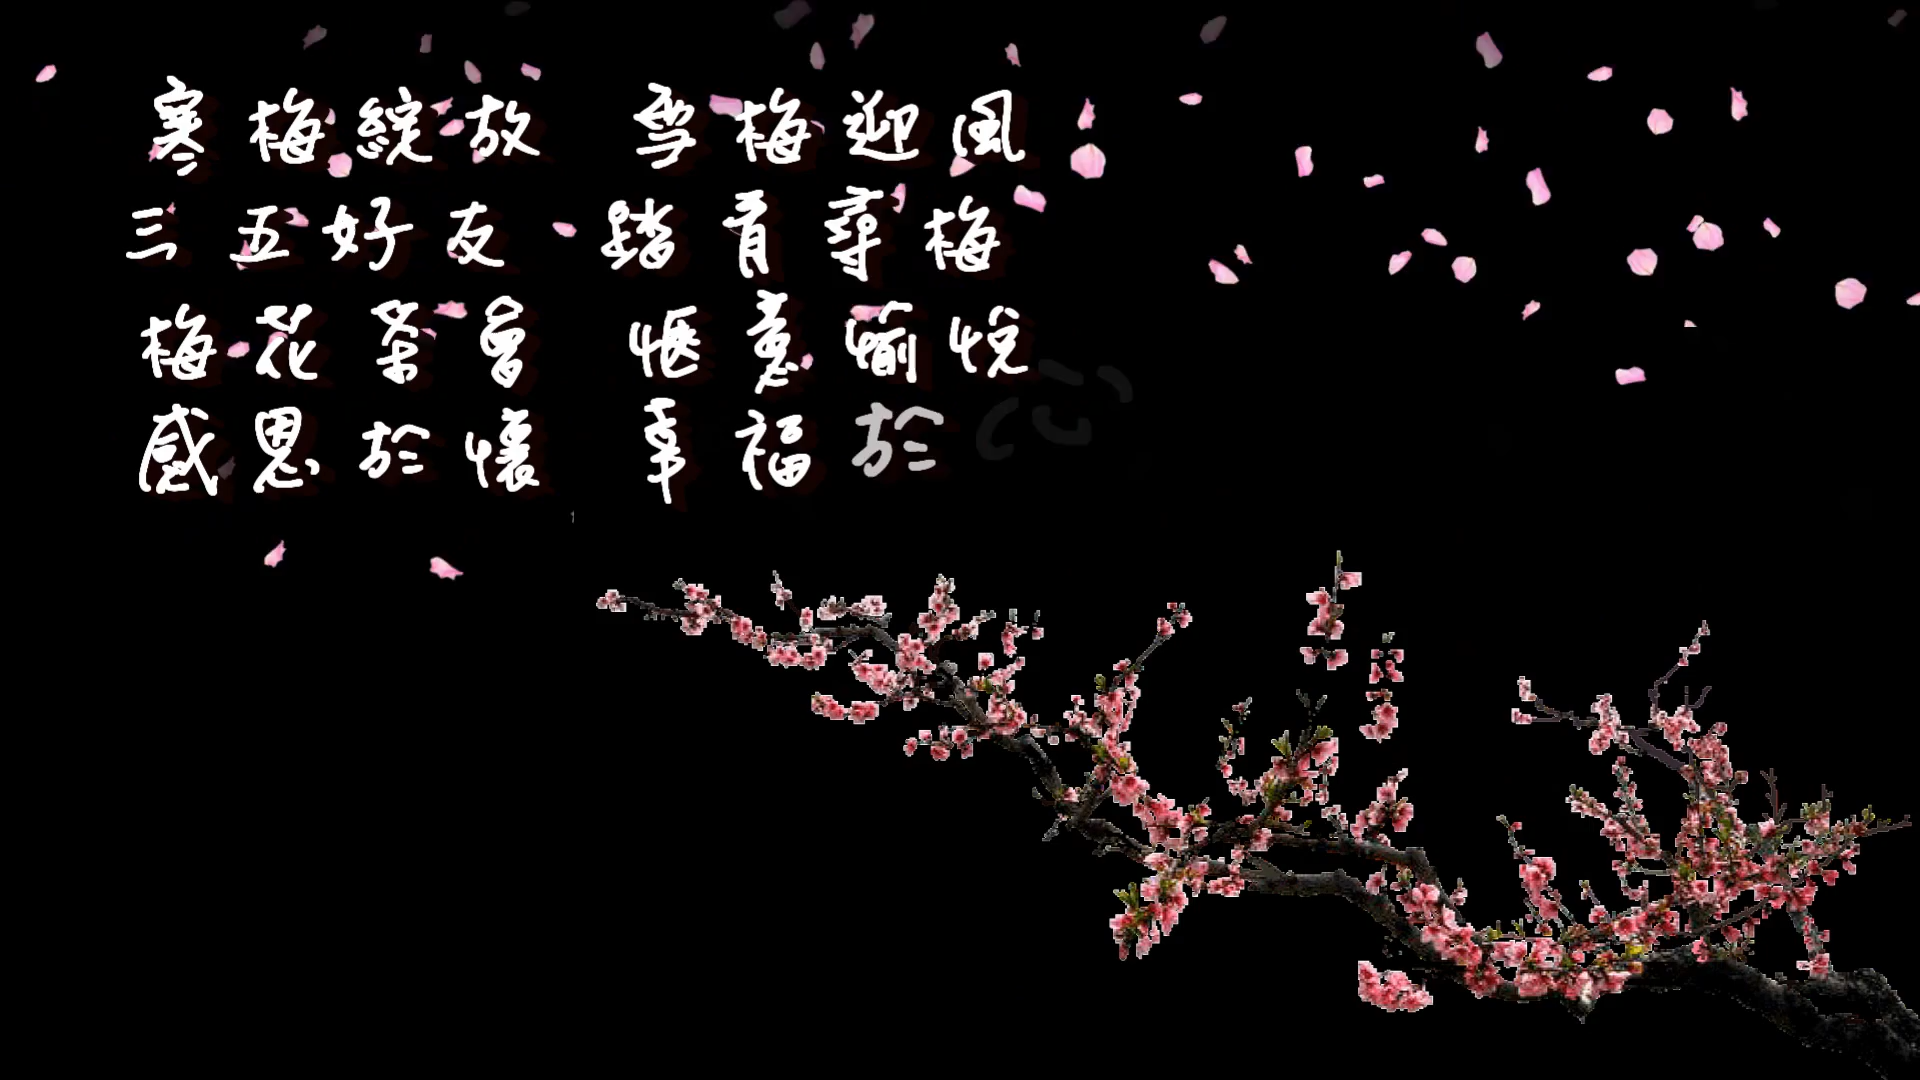 寒梅綻放 雪梅迎風
三五好友 踏青尋梅
梅花茶會 愜意愉悅
感恩於懷 幸福於心